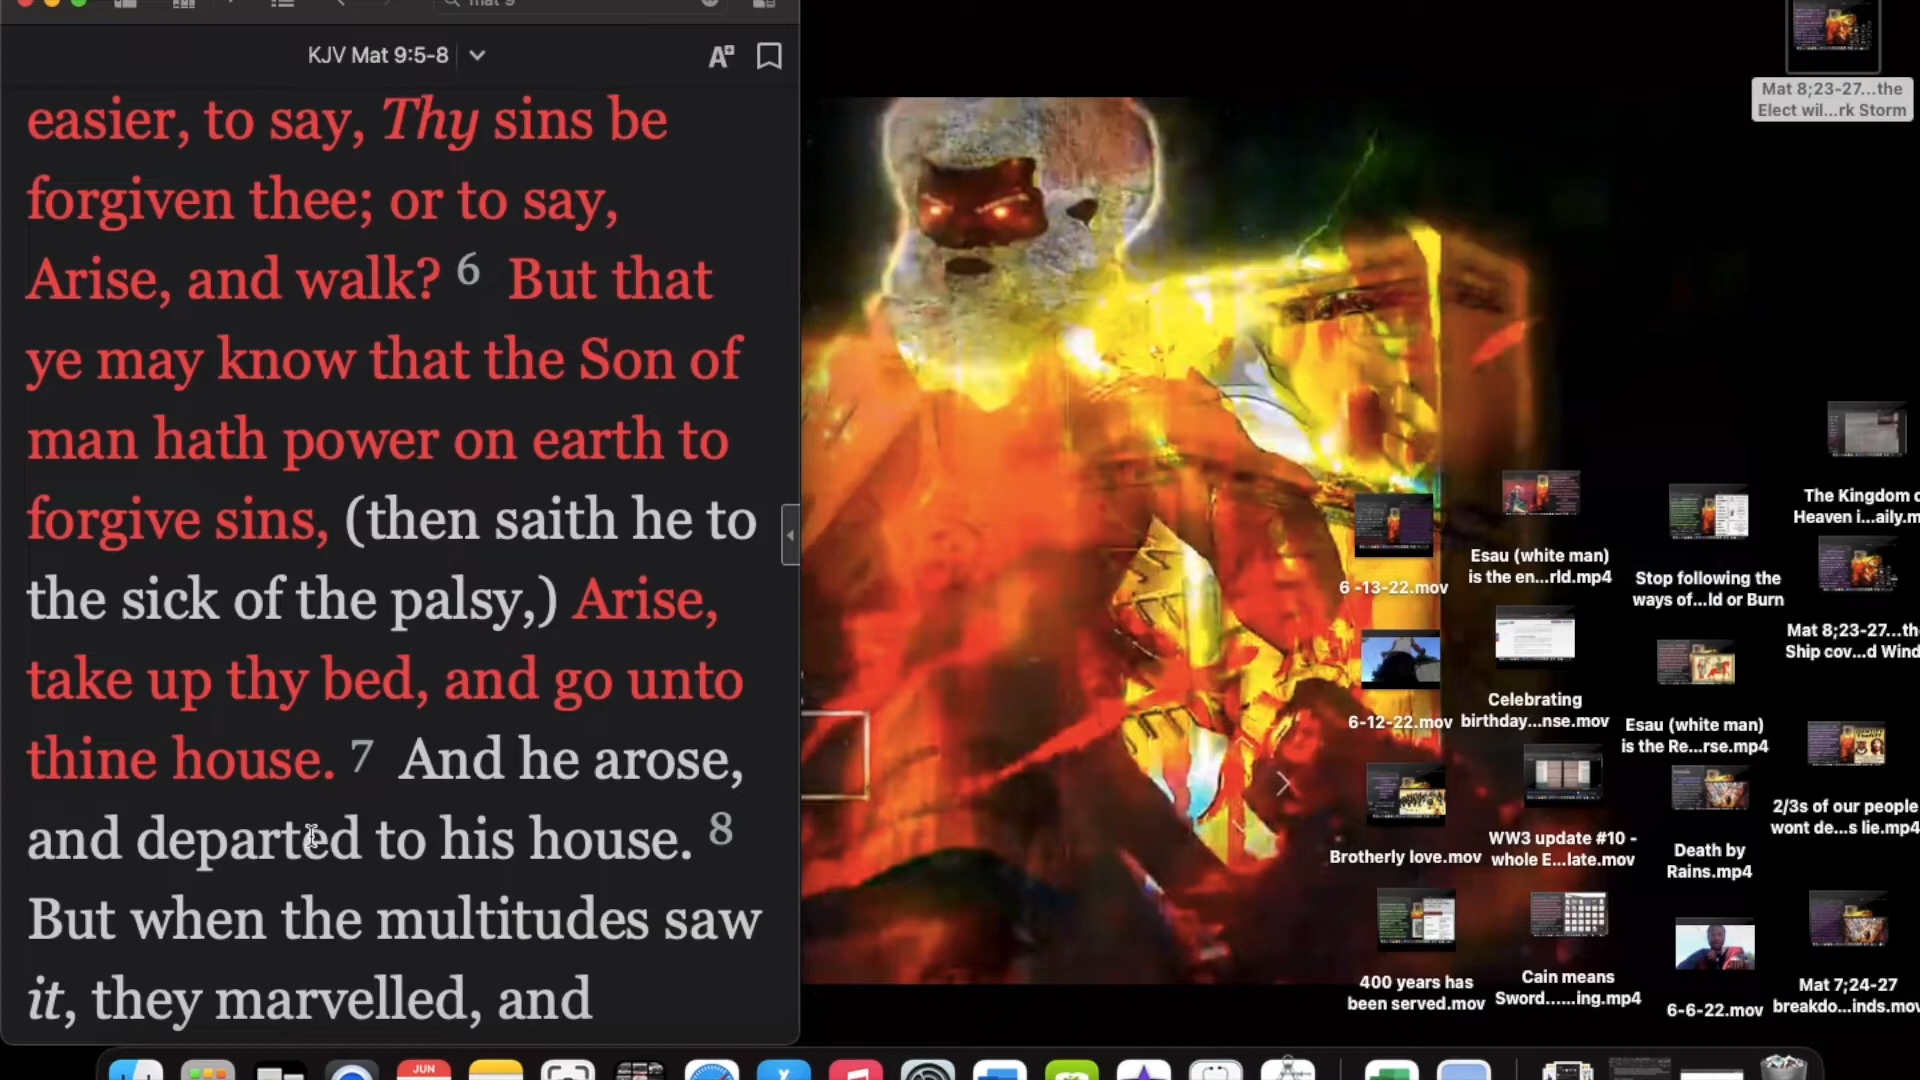 mat 9
KJV Mat 9:5-8
easier, to say, Thy sins be
forgiven thee; or to say,
Arise, and walk? 6 But that
ye may know that the Son of
man hath power on earth to
forgive sins, (then saith he to
the sick of the palsy,) Arise,
take up thy bed, and go unto
thine house. 7 And he arose,
and departed to his house. 8
But when the multitudes saw
it, they marvelled, and
Mat 8;23-27...the
Elect wil...rk Storm
The Kingdom
Heaven i...aily.m
Esau (white man)
is the en...rld.mp4
Stop following the
ways of...ld or Burn
6 -13-22.mov
Mat 8;23-27...the
Ship cov...d Wind
Celebrating
birthday...nse.mov
6-12-22.mov
Esau (white man)
is the Re...rse.mp4
2/3s of our people
wont de...s lie.mp4
WW3 update #10 -
whole E...late.mov
Brotherly love.mov
Death by
Rains.mp4
400 years has
been served.mov
Cain means
Sword......ing.mp4
6-6-22.mov
Mat 7;24-27
breakdo...inds.mov
JUN